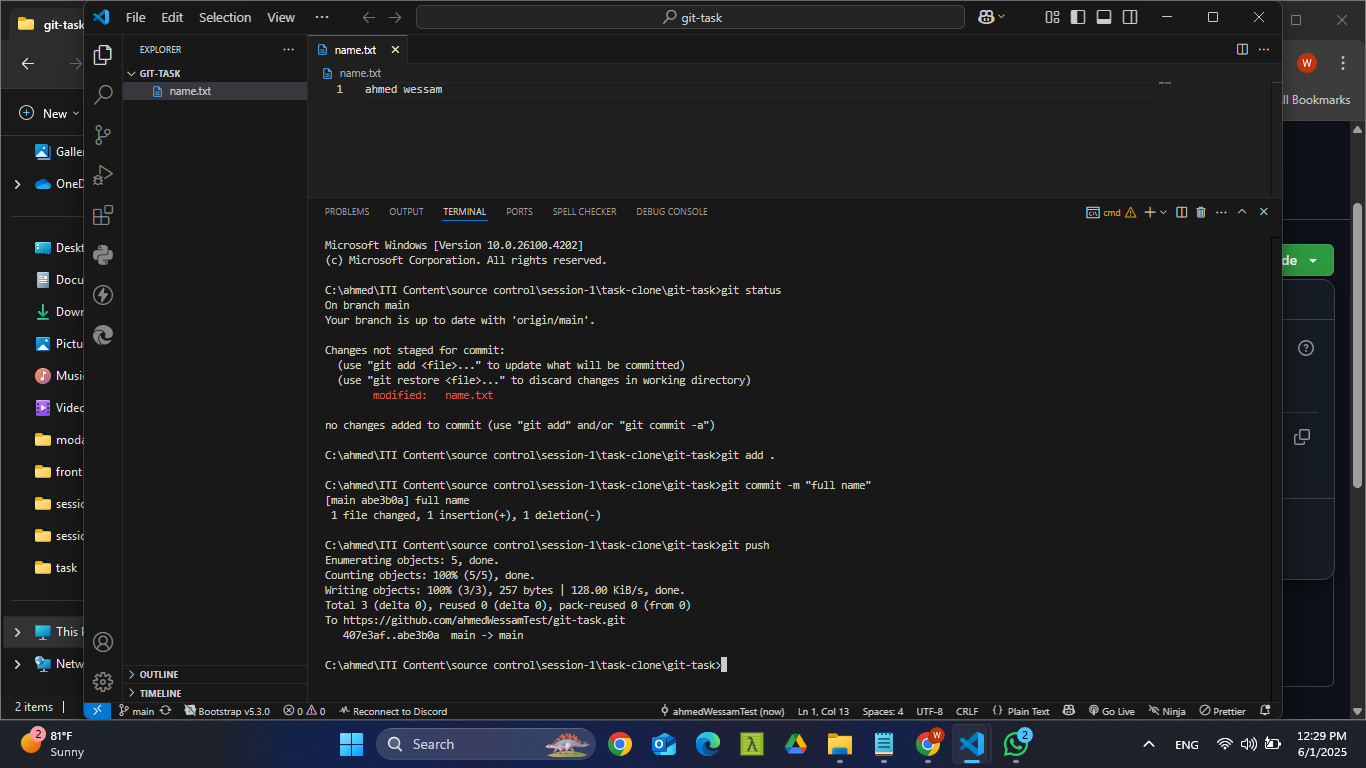 git-task
File Edit Selection View ···
git-task
New
EXPLORER
GIT-TASK
name.txt
name.txt
name.txt
1 ahmed wessam
All Bookmarks
W
PROBLEMS OUTPUT TERMINAL PORTS SPELL CHECKER DEBUG CONSOLE
cmd
Microsoft Windows [Version 10.0.26100.4202]
(c) Microsoft Corporation. All rights reserved.
C:\ahmed\ITI Content\source control\session-1\task-clone\git-task>git status
On branch main
Your branch is up to date with 'origin/main'.
Changes not staged for commit:
(use "git add <file>..." to update what will be committed)
(use "git restore <file>..." to discard changes in working directory)
modified: name.txt
no changes added to commit (use "git add" and/or "git commit -a")
C:\ahmed\ITI Content\source control\session-1\task-clone\git-task>git add .
C:\ahmed\ITI Content\source control\session-1\task-clone\git-task>git commit -m "full name"
[main abe3b0a] full name
1 file changed, 1 insertion(+), 1 deletion(-)
C:\ahmed\ITI Content\source control\session-1\task-clone\git-task>git push
Enumerating objects: 5, done.
Counting objects: 100% (5/5), done.
Writing objects: 100% (3/3), 257 bytes | 128.00 KiB/s, done.
Total 3 (delta 0), reused 0 (delta 0), pack-reused 0 (from 0)
To https://github.com/ahmedWessamTest/git-task.git
407e3af..abe3b0a main -> main
C:\ahmed\ITI Content\source control\session-1\task-clone\git-task>
Galle
OneD
Deskt
Docu
Down
Pictu
Music
Video
moda
front
sessio
sessio
task
This P
Netw
2 items
OUTLINE
TIMELINE
main
Bootstrap v5.3.0
0 0
Reconnect to Discord
ahmedWessamTest (now)
Ln 1, Col 13
Spaces: 4
UTF-8
CRLF
{} Plain Text
Go Live
Ninja
Prettier
2
81°F
Sunny
Search
W
2
ENG
12:29 PM
6/1/2025